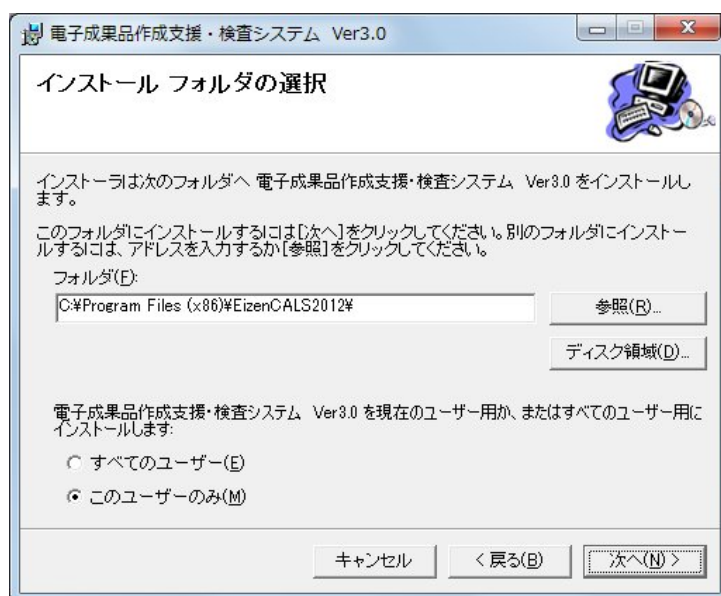 電子成果品作成支援・検査システム Ver3.0
インストール フォルダの選択
インストーラは次のフォルダへ 電子成果品作成支援・検査システム Ver3.0 をインストールし
ます。
このフォルダにインストールするには[次へ]をクリックしてください。別のフォルダにインストー
ルするには、アドレスを入力するか[参照]をクリックしてください。
フォルダ(F):
C:¥Program Files (x86)¥EizenCALS2012¥
参照(R)...
ディスク領域(D)...
電子成果品作成支援・検査システム Ver3.0 を現在のユーザー用か、またはすべてのユーザー用に
インストールします:
すべてのユーザー(E)
このユーザーのみ(M)
キャンセル
< 戻る(B)
次へ(N) >